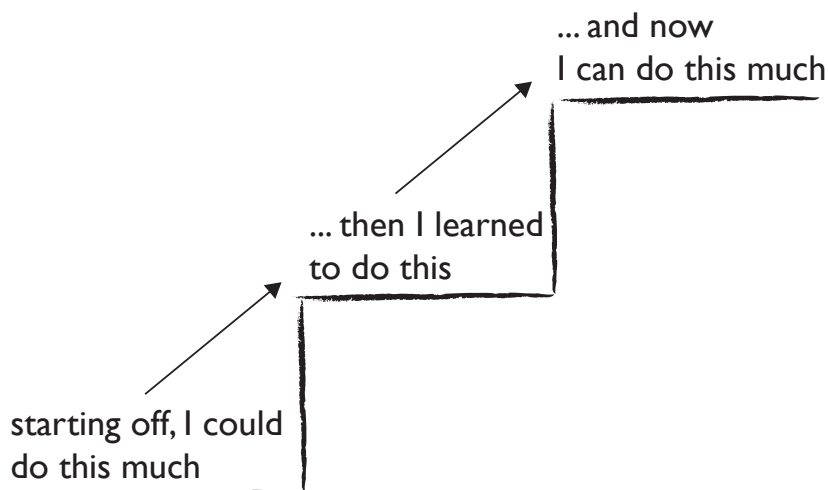 ... and now
I can do this much
... then I learned
to do this
starting off, I could
do this much